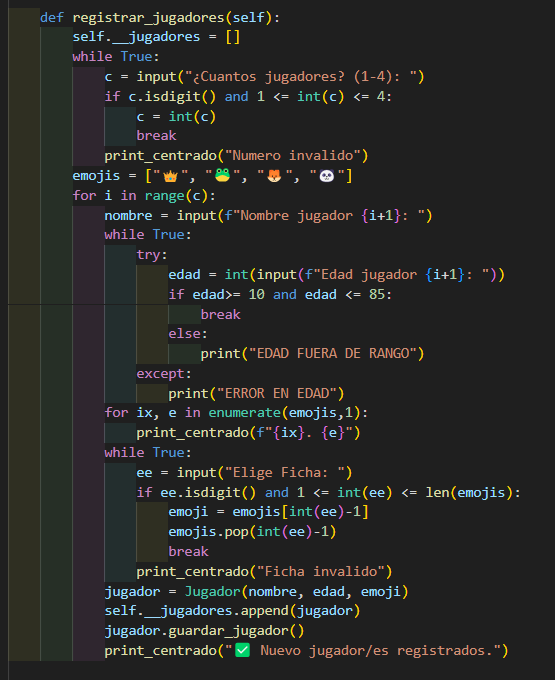 def registrar_jugadores(self):
    self.__jugadores = []
    while True:
        c = input("¿Cuantos jugadores? (1-4): ")
        if c.isdigit() and 1 <= int(c) <= 4:
            c = int(c)
            break
        print_centrado("Numero invalido")
    emojis = ["👑", "🐸", "🦊", "🐼"]
    for i in range(c):
        nombre = input(f"Nombre jugador {i+1}: ")
        while True:
            try:
                edad = int(input(f"Edad jugador {i+1}: "))
                if edad>= 10 and edad <= 85:
                    break
                else:
                    print("EDAD FUERA DE RANGO")
            except:
                print("ERROR EN EDAD")
        for ix, e in enumerate(emojis,1):
            print_centrado(f"{ix}. {e}")
        while True:
            ee = input("Elige Ficha: ")
            if ee.isdigit() and 1 <= int(ee) <= len(emojis):
                emoji = emojis[int(ee)-1]
                emojis.pop(int(ee)-1)
                break
            print_centrado("Ficha invalido")
        jugador = Jugador(nombre, edad, emoji)
        self.__jugadores.append(jugador)
        jugador.guardar_jugador()
        print_centrado("✅ Nuevo jugador/es registrados.")